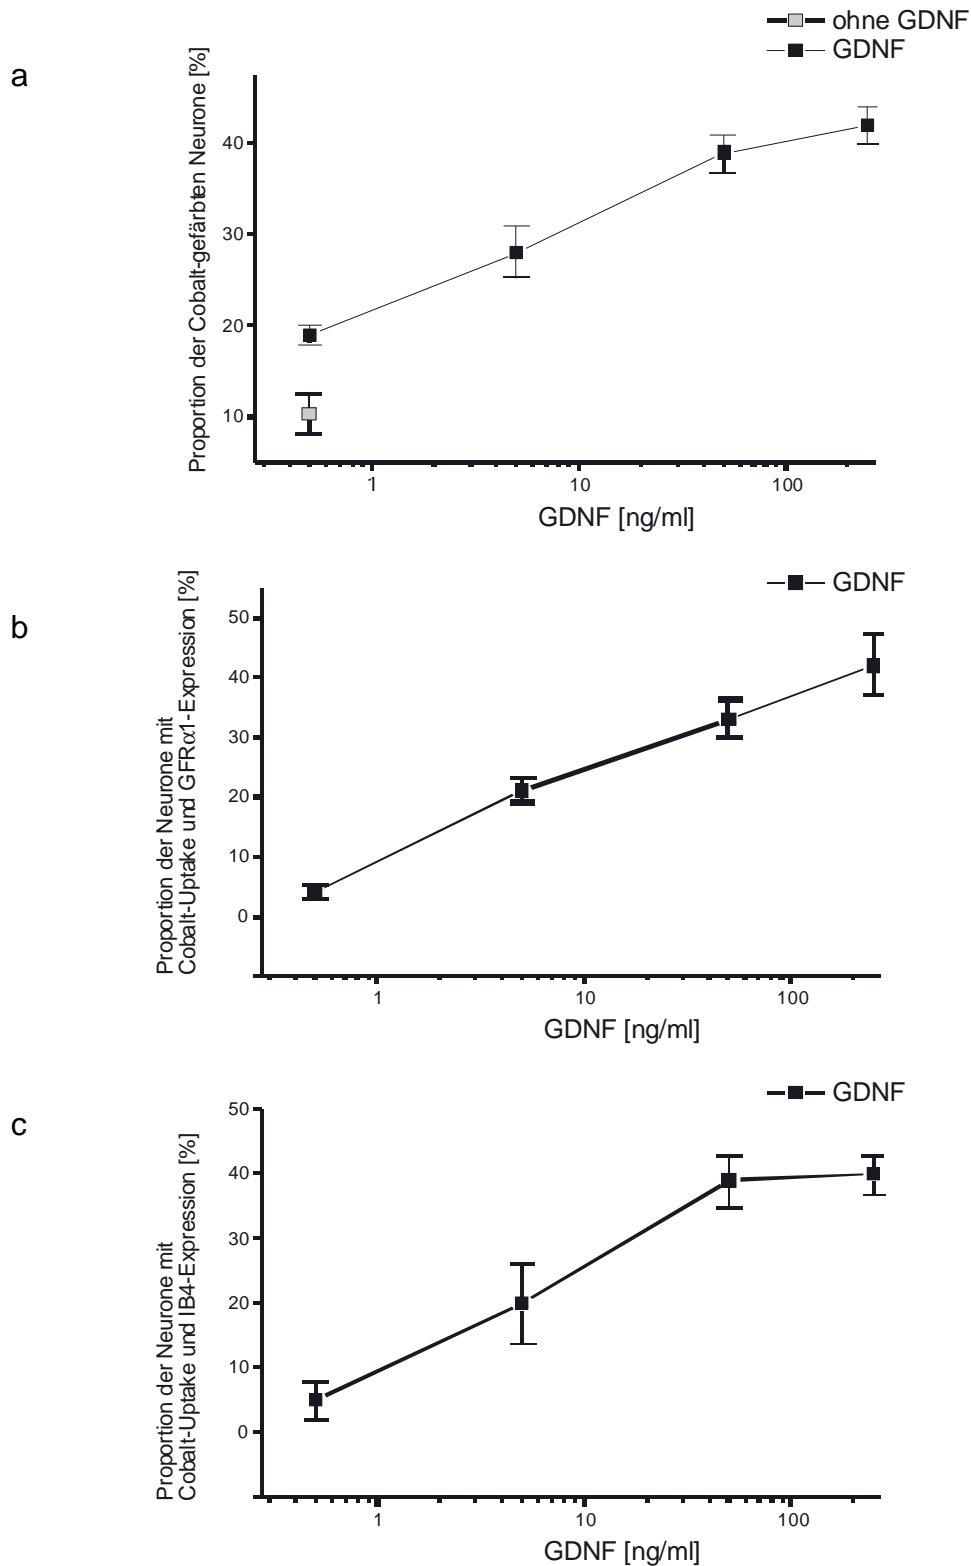 ohne GDNF
GDNF
a
Proportion der Cobalt-gefärbten Neurone [%]
40
30
20
10
1
10
100
GDNF [ng/ml]
GDNF
b
Proportion der Neurone mit
Cobalt-Uptake und GFRα1-Expression [%]
50
40
30
20
10
0
1
10
100
GDNF [ng/ml]
GDNF
c
Proportion der Neurone mit
Cobalt-Uptake und IB4-Expression [%]
50
40
30
20
10
0
1
10
100
GDNF [ng/ml]